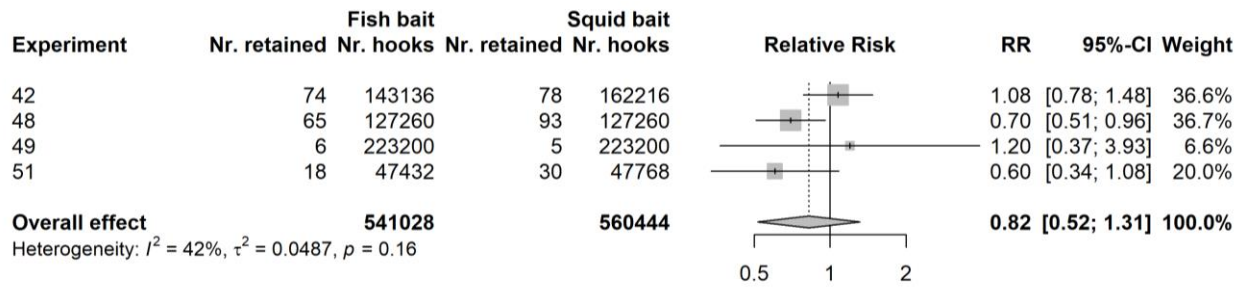 Fish bait Squid bait
Experiment Nr. retained Nr. hooks Nr. retained Nr. hooks Relative Risk RR 95%-CI Weight
42 74 143136 78 162216 1.08 [0.78; 1.48] 36.6%
48 65 127260 93 127260 0.70 [0.51; 0.96] 36.7%
49 6 223200 5 223200 1.20 [0.37; 3.93] 6.6%
51 18 47432 30 47768 0.60 [0.34; 1.08] 20.0%
Overall effect 541028 560444 0.82 [0.52; 1.31] 100.0%
Heterogeneity: I² = 42%, τ² = 0.0487, p = 0.16
0.5 1 2